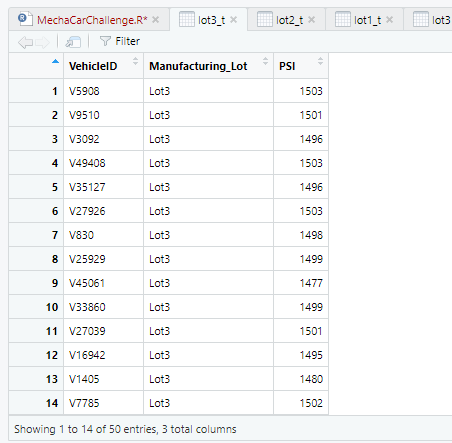 MechaCarChallenge.R* lot3_t lot2_t lot1_t lot3
Filter
VehicleID Manufacturing_Lot PSI
1 V5908 Lot3 1503
2 V9510 Lot3 1501
3 V3092 Lot3 1496
4 V49408 Lot3 1503
5 V35127 Lot3 1496
6 V27926 Lot3 1503
7 V830 Lot3 1498
8 V25929 Lot3 1499
9 V45061 Lot3 1477
10 V33860 Lot3 1499
11 V27039 Lot3 1501
12 V16942 Lot3 1495
13 V1405 Lot3 1480
14 V7785 Lot3 1502
Showing 1 to 14 of 50 entries, 3 total columns